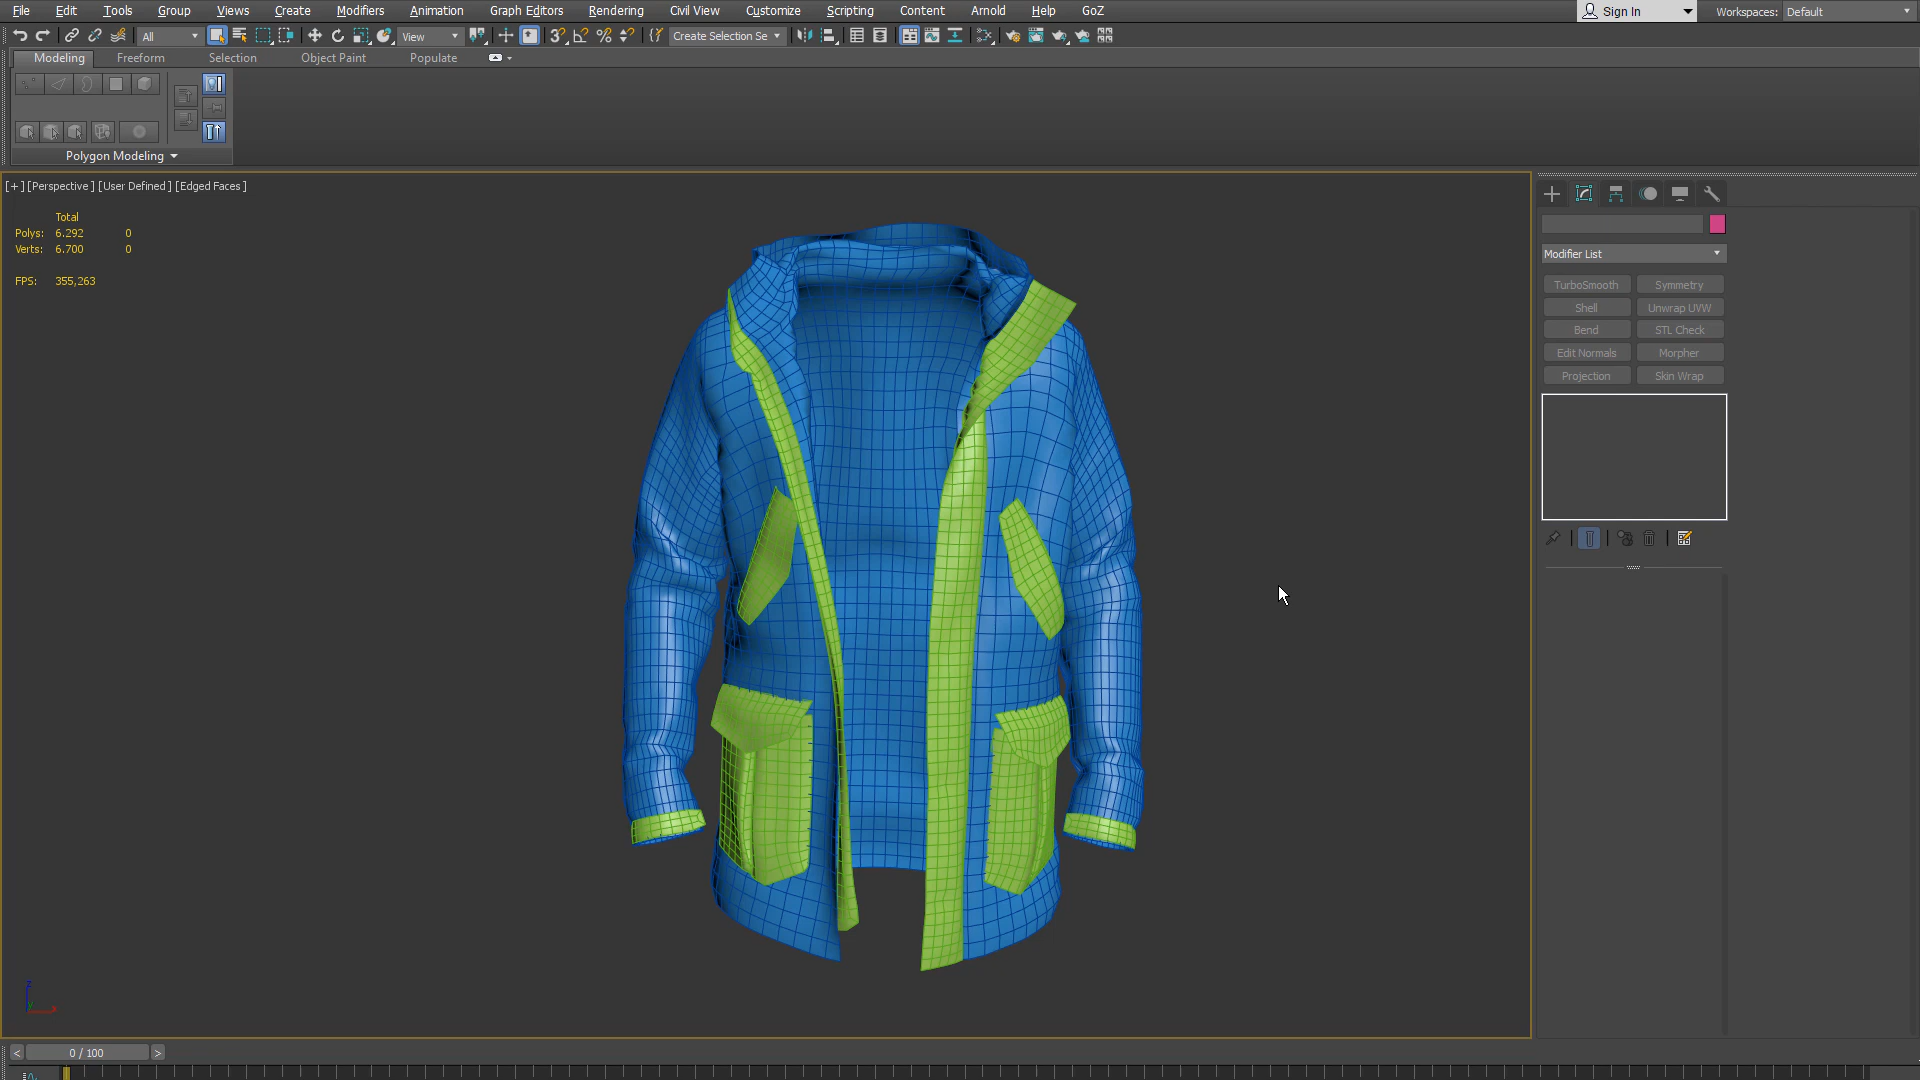 File Edit Tools Group Views Create Modifiers Animation Graph Editors Rendering Civil View Customize Scripting Content Arnold Help GoZ Sign In Workspaces: Default
All View Create Selection Se
Modeling Freeform Selection Object Paint Populate
Polygon Modeling
[+] [Perspective] [User Defined] [Edged Faces]
Total
Polys: 6.292 0
Verts: 6.700 0
FPS: 355,263
Modifier List
TurboSmooth Symmetry
Shell Unwrap UVW
Bend STL Check
Edit Normals Morpher
Projection Skin Wrap
z
y
x
< 0 / 100 >